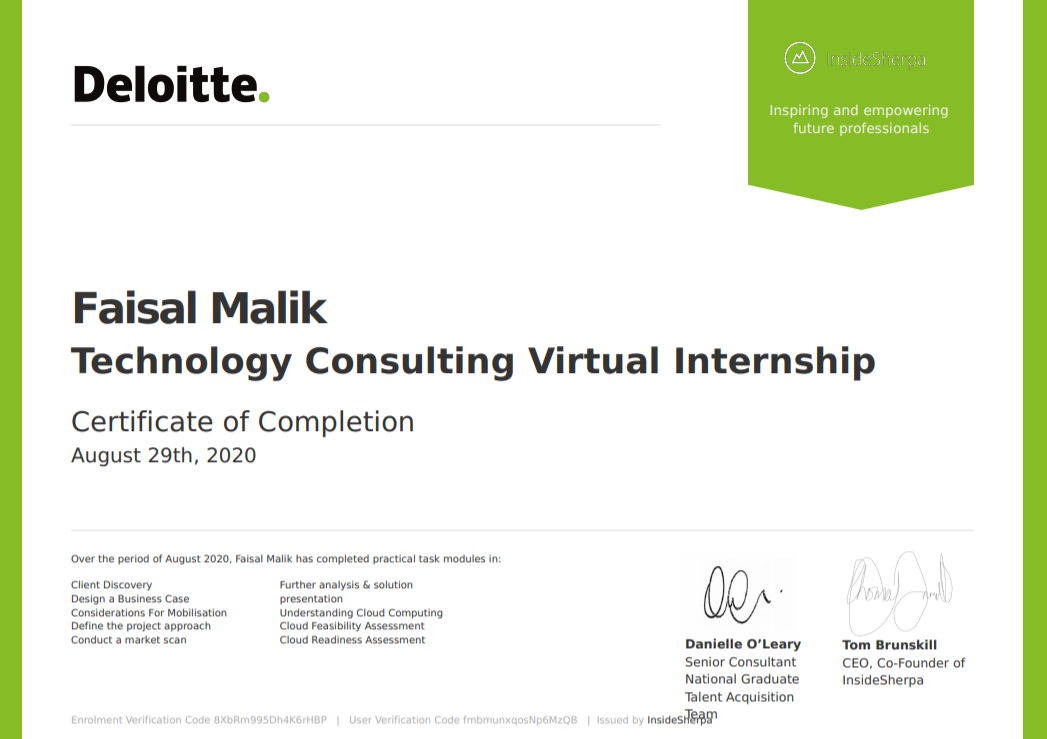 Deloitte.
InsideSherpa
Inspiring and empowering
future professionals
Faisal Malik
Technology Consulting Virtual Internship
Certificate of Completion
August 29th, 2020
Over the period of August 2020, Faisal Malik has completed practical task modules in:
Client Discovery
Design a Business Case
Considerations For Mobilisation
Define the project approach
Conduct a market scan
Further analysis & solution
presentation
Understanding Cloud Computing
Cloud Feasibility Assessment
Cloud Readiness Assessment
Danielle O’Leary
Senior Consultant
National Graduate
Talent Acquisition
Team
Tom Brunskill
CEO, Co-Founder of
InsideSherpa
Enrolment Verification Code 8XbRm995Dh4K6rHBP | User Verification Code fmbmunxqosNp6MzQB | Issued by InsideSherpa